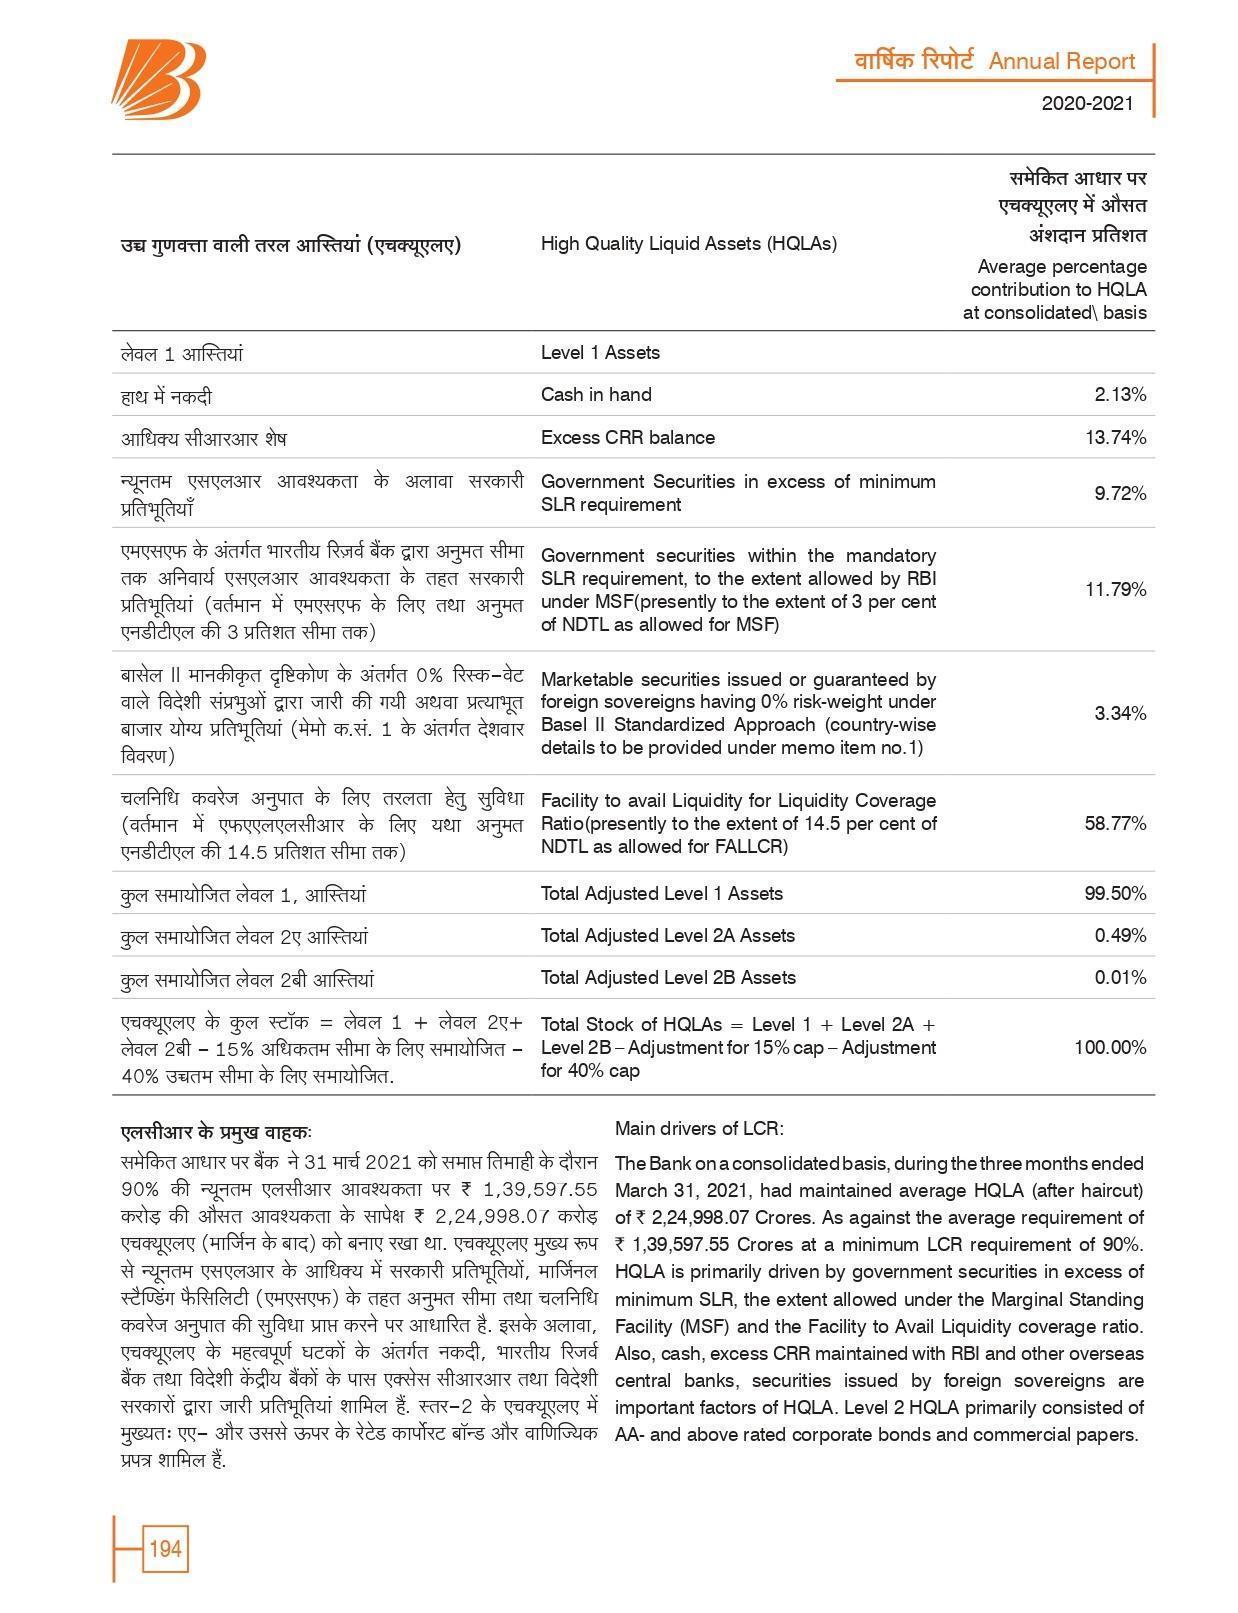 वार्षिक रिपोर्ट Annual Report
2020-2021
उच्च गुणवत्ता वाली तरल आस्तियां (एचक्यूएलए)
High Quality Liquid Assets (HQLAs)
समेकित आधार पर
एचक्यूएलए में औसत
अंशदान प्रतिशत
Average percentage
contribution to HQLA
at consolidated\ basis
लेवल 1 आस्तियां
Level 1 Assets
हाथ में नकदी
Cash in hand
2.13%
आधिक्य सीआरआर शेष
Excess CRR balance
13.74%
न्यूनतम एसएलआर आवश्यकता के अलावा सरकारी
प्रतिभूतियाँ
Government Securities in excess of minimum
SLR requirement
9.72%
एमएसएफ के अंतर्गत भारतीय रिज़र्व बैंक द्वारा अनुमत सीमा
तक अनिवार्य एसएलआर आवश्यकता के तहत सरकारी
प्रतिभूतियां (वर्तमान में एमएसएफ के लिए तथा अनुमत
एनडीटीएल की 3 प्रतिशत सीमा तक)
Government securities within the mandatory
SLR requirement, to the extent allowed by RBI
under MSF(presently to the extent of 3 per cent
of NDTL as allowed for MSF)
11.79%
बासेल II मानकीकृत दृष्टिकोण के अंतर्गत 0% रिस्क-वेट
वाले विदेशी संप्रभुओं द्वारा जारी की गयी अथवा प्रत्याभूत
बाजार योग्य प्रतिभूतियां (मेमो क.सं. 1 के अंतर्गत देशवार
विवरण)
Marketable securities issued or guaranteed by
foreign sovereigns having 0% risk-weight under
Basel II Standardized Approach (country-wise
details to be provided under memo item no.1)
3.34%
चलनिधि कवरेज अनुपात के लिए तरलता हेतु सुविधा
(वर्तमान में एफएएलएलसीआर के लिए यथा अनुमत
एनडीटीएल की 14.5 प्रतिशत सीमा तक)
Facility to avail Liquidity for Liquidity Coverage
Ratio(presently to the extent of 14.5 per cent of
NDTL as allowed for FALLCR)
58.77%
कुल समायोजित लेवल 1, आस्तियां
Total Adjusted Level 1 Assets
99.50%
कुल समायोजित लेवल 2ए आस्तियां
Total Adjusted Level 2A Assets
0.49%
कुल समायोजित लेवल 2बी आस्तियां
Total Adjusted Level 2B Assets
0.01%
एचक्यूएलए के कुल स्टॉक = लेवल 1 + लेवल 2ए+
लेवल 2बी – 15% अधिकतम सीमा के लिए समायोजित –
40% उच्चतम सीमा के लिए समायोजित.
Total Stock of HQLAs = Level 1 + Level 2A +
Level 2B – Adjustment for 15% cap – Adjustment
for 40% cap
100.00%
एलसीआर के प्रमुख वाहकः
समेकित आधार पर बैंक ने 31 मार्च 2021 को समाप्त तिमाही के दौरान
90% की न्यूनतम एलसीआर आवश्यकता पर ₹ 1,39,597.55
करोड़ की औसत आवश्यकता के सापेक्ष ₹ 2,24,998.07 करोड़
एचक्यूएलए (मार्जिन के बाद) को बनाए रखा था. एचक्यूएलए मुख्य रूप
से न्यूनतम एसएलआर के आधिक्य में सरकारी प्रतिभूतियों, मार्जिनल
स्टैण्डिंग फैसिलिटी (एमएसएफ) के तहत अनुमत सीमा तथा चलनिधि
कवरेज अनुपात की सुविधा प्राप्त करने पर आधारित है. इसके अलावा,
एचक्यूएलए के महत्वपूर्ण घटकों के अंतर्गत नकदी, भारतीय रिजर्व
बैंक तथा विदेशी केंद्रीय बैंकों के पास एक्सेस सीआरआर तथा विदेशी
सरकारों द्वारा जारी प्रतिभूतियां शामिल हैं. स्तर-2 के एचक्यूएलए में
मुख्यतः एए- और उससे ऊपर के रेटेड कार्पोरेट बॉन्ड और वाणिज्यिक
प्रपत्र शामिल हैं.
Main drivers of LCR:
The Bank on a consolidated basis, during the three months ended
March 31, 2021, had maintained average HQLA (after haircut)
of ₹ 2,24,998.07 Crores. As against the average requirement of
₹ 1,39,597.55 Crores at a minimum LCR requirement of 90%.
HQLA is primarily driven by government securities in excess of
minimum SLR, the extent allowed under the Marginal Standing
Facility (MSF) and the Facility to Avail Liquidity coverage ratio.
Also, cash, excess CRR maintained with RBI and other overseas
central banks, securities issued by foreign sovereigns are
important factors of HQLA. Level 2 HQLA primarily consisted of
AA- and above rated corporate bonds and commercial papers.
194